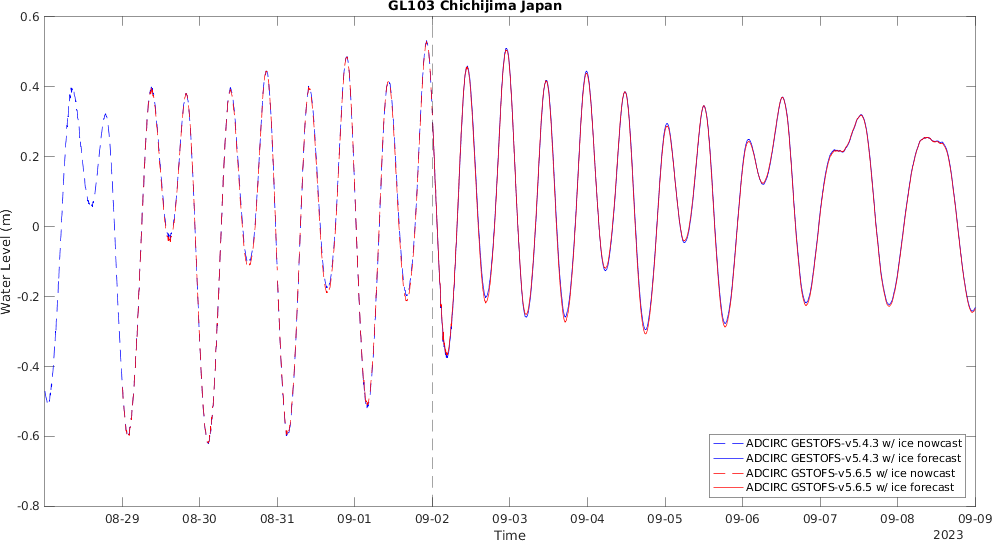 GL103 Chichijima Japan
0.6
0.4
0.2
0
-0.2
-0.4
-0.6
-0.8
Water Level (m)
ADCIRC GESTOFS-v5.4.3 w/ ice nowcast
ADCIRC GESTOFS-v5.4.3 w/ ice forecast
ADCIRC GSTOFS-v5.6.5 w/ ice nowcast
ADCIRC GSTOFS-v5.6.5 w/ ice forecast
08-29 08-30 08-31 09-01 09-02 09-03 09-04 09-05 09-06 09-07 09-08 09-09
Time
2023